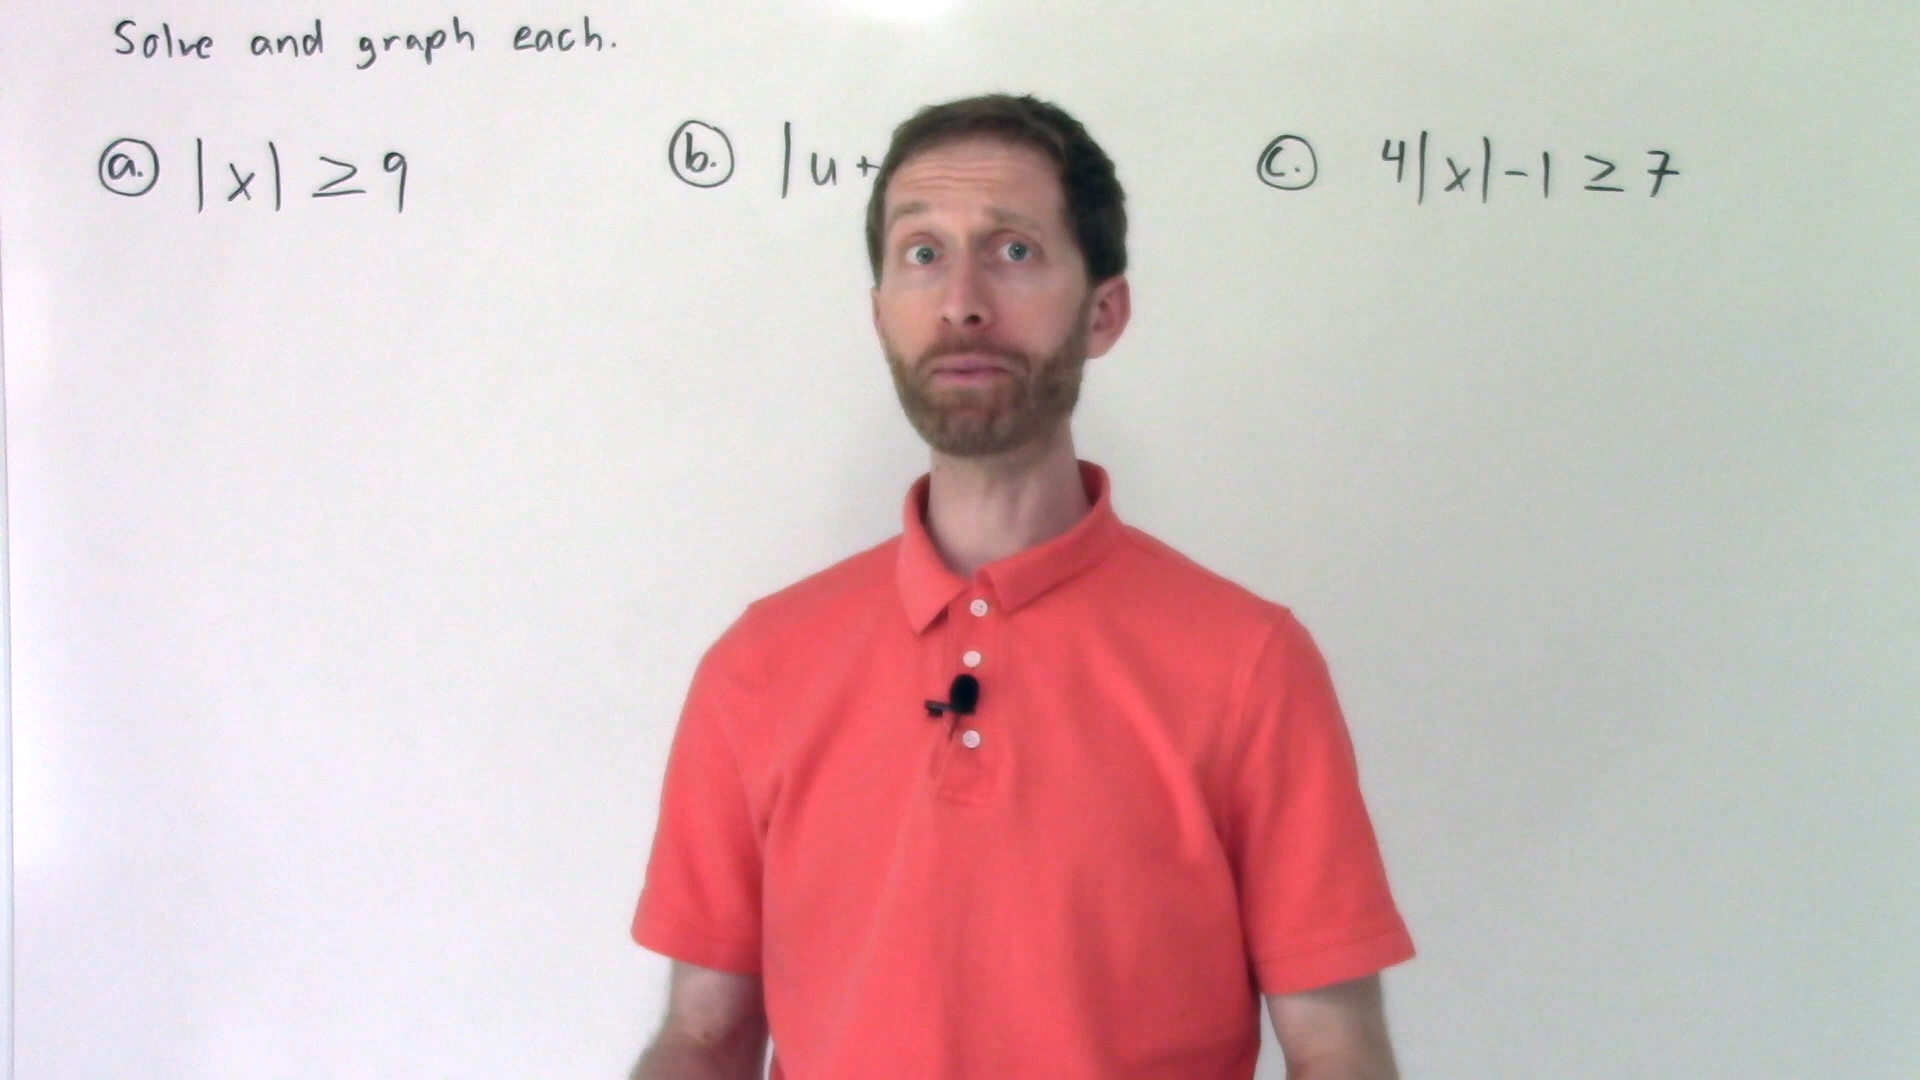 Solve and graph each.
a. |x| ≥ 9
b. |u +
c. 4|x| - 1 ≥ 7